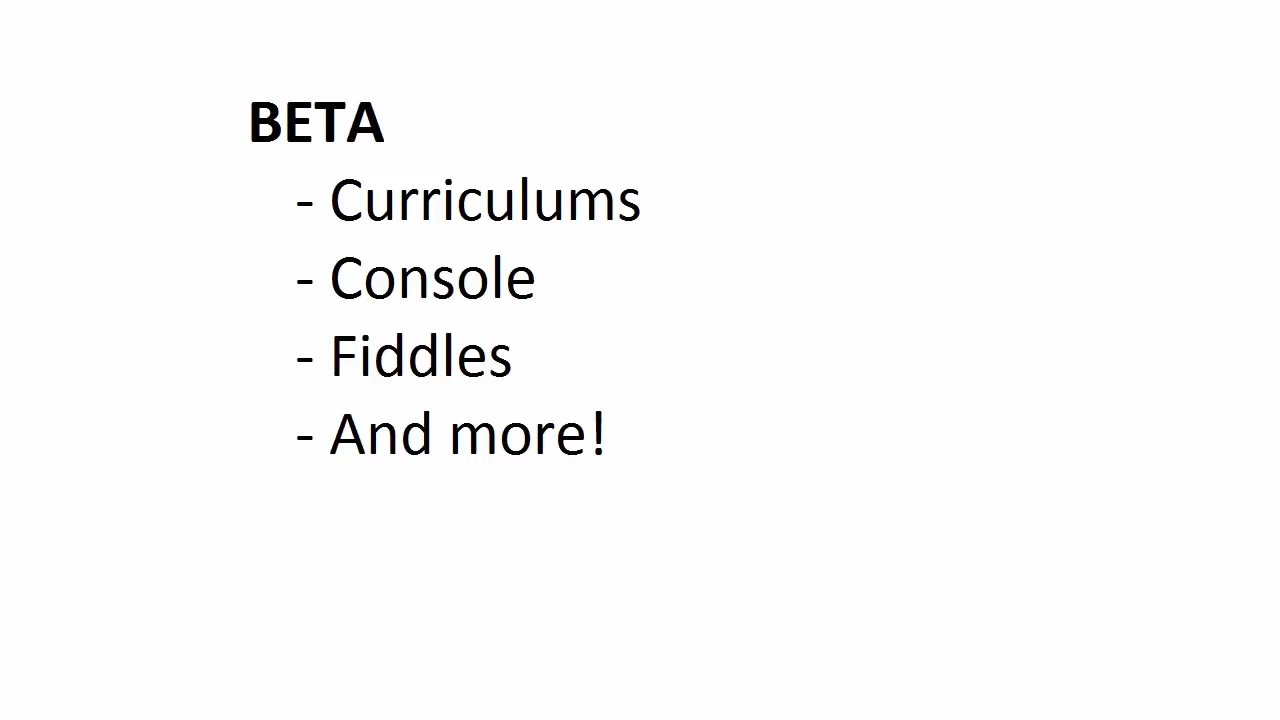 BETA
- Curriculums
- Console
- Fiddles
- And more!